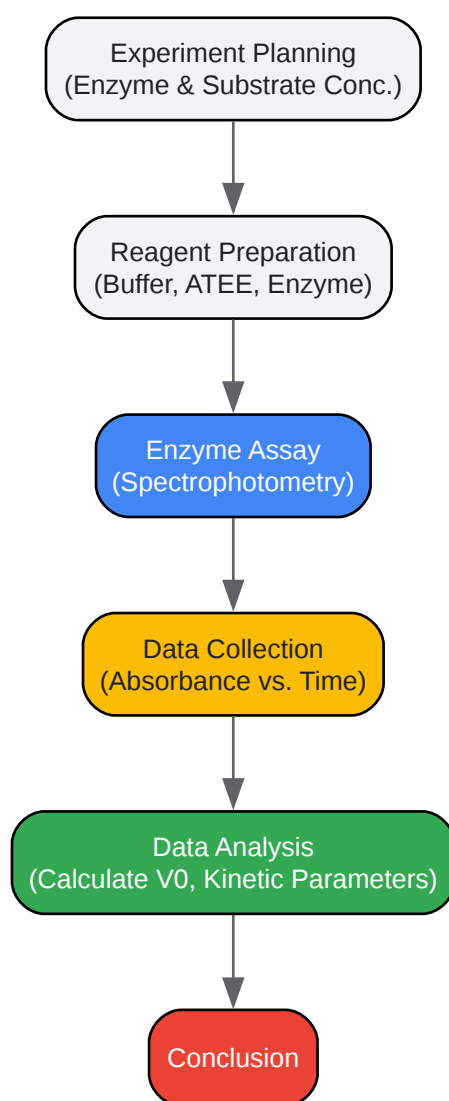 Experiment Planning
(Enzyme & Substrate Conc.)
Reagent Preparation
(Buffer, ATEE, Enzyme)
Enzyme Assay
(Spectrophotometry)
Data Collection
(Absorbance vs. Time)
Data Analysis
(Calculate V0, Kinetic Parameters)
Conclusion